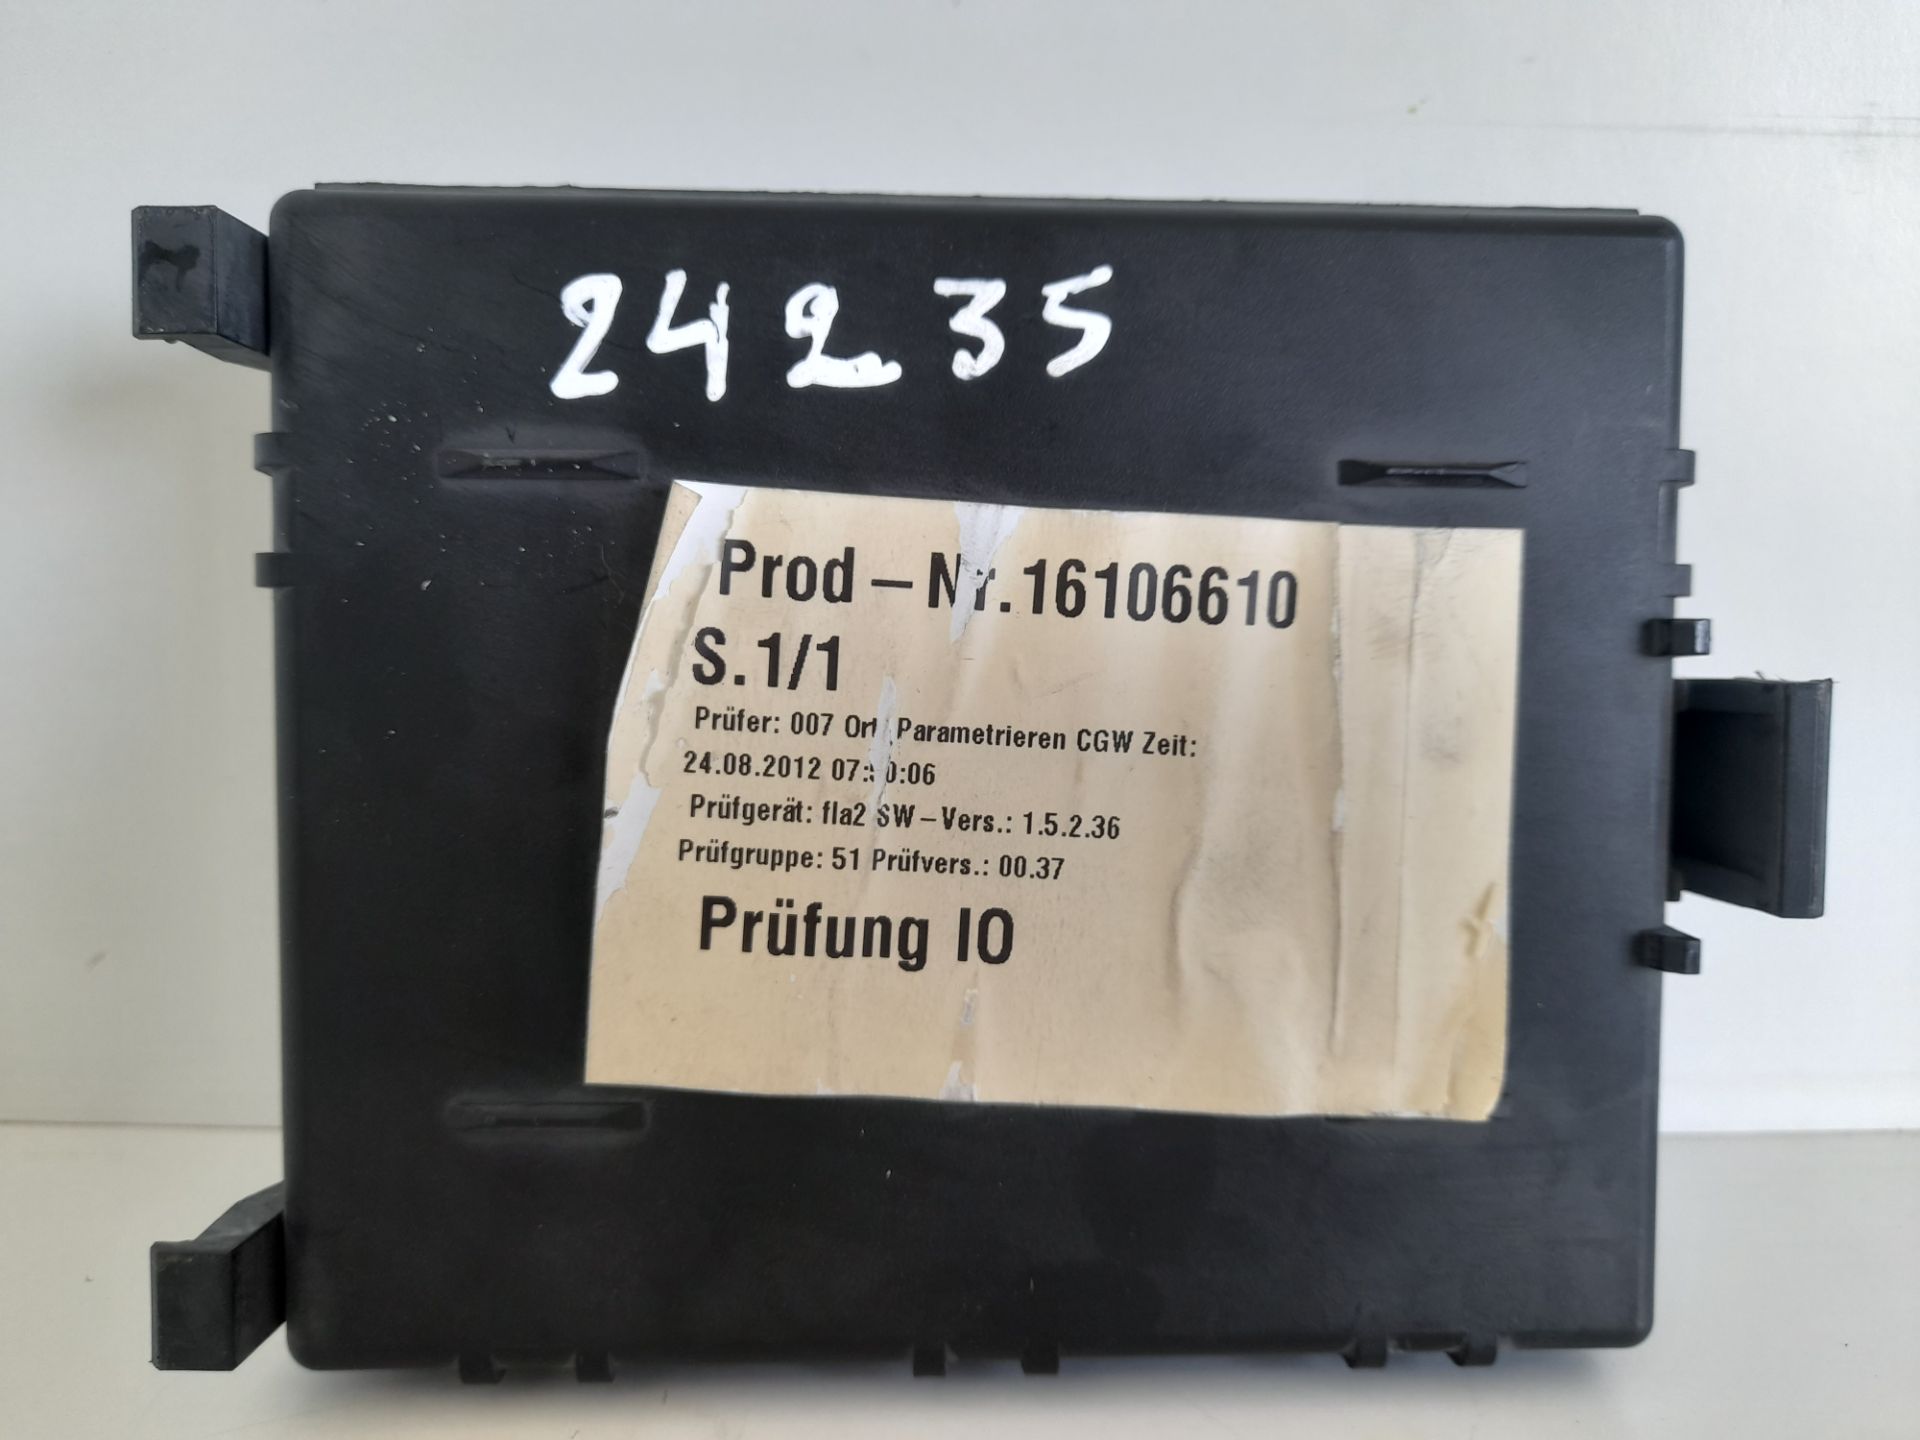 24235
Prod – Nr.16106610
S.1/1
Prüfer: 007 Ort: Parametrieren CGW Zeit:
24.08.2012
Prüfgerät: fla2 SW – Vers.: 1.5.2.36
Prüfgruppe: 51 Prüfvers.: 00.37
Prüfung IO